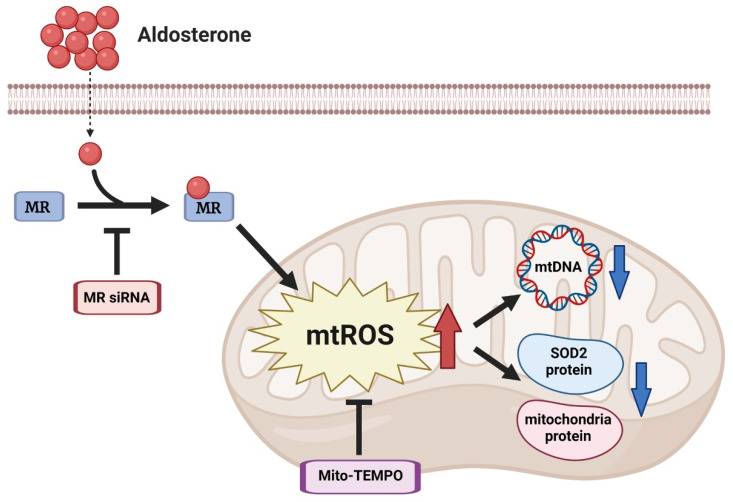 Aldosterone
MR
MR
MR siRNA
mtDNA
mtROS
SOD2
protein
mitochondria
protein
Mito-TEMPO